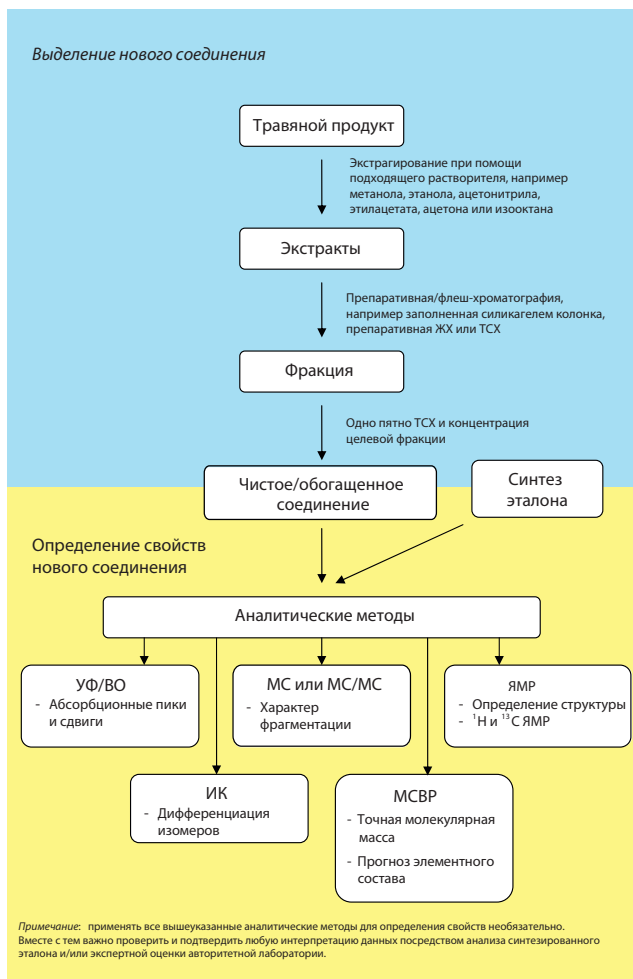 Выделение нового соединения
Травяной продукт
Экстрагирование при помощи
подходящего растворителя, например
метанола, этанола, ацетонитрила,
этилацетата, ацетона или изооктана
Экстракты
Препаративная/флеш-хроматография,
например заполненная силикагелем колонка,
препаративная ЖХ или ТСХ
Фракция
Одно пятно ТСХ и концентрация
целевой фракции
Чистое/обогащенное
соединение
Синтез
эталона
Определение свойств
нового соединения
Аналитические методы
УФ/ВО
- Абсорбционные пики
и сдвиги
МС или МС/МС
- Характер
фрагментации
ЯМР
- Определение структуры
- ¹H и ¹³C ЯМР
ИК
- Дифференциация
изомеров
МСВР
- Точная молекулярная
масса
- Прогноз элементного
состава
Примечание: применять все вышеуказанные аналитические методы для определения свойств необязательно.
Вместе с тем важно проверить и подтвердить любую интерпретацию данных посредством анализа синтезированного
эталона и/или экспертной оценки авторитетной лаборатории.